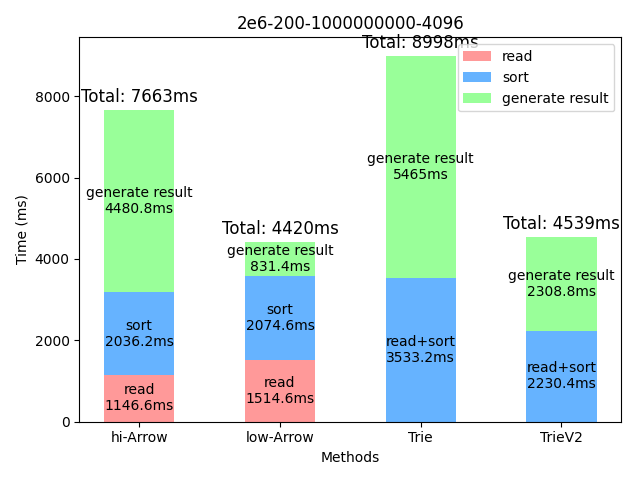 2e6-200-1000000000-4096
Total: 8998ms
read
sort
generate result
Total: 7663ms
Total: 4420ms
Total: 4539ms
generate result
4480.8ms
sort
2036.2ms
read
1146.6ms
generate result
831.4ms
sort
2074.6ms
read
1514.6ms
generate result
5465ms
read+sort
3533.2ms
generate result
2308.8ms
read+sort
2230.4ms
Time (ms)
8000
6000
4000
2000
0
hi-Arrow
low-Arrow
Trie
TrieV2
Methods